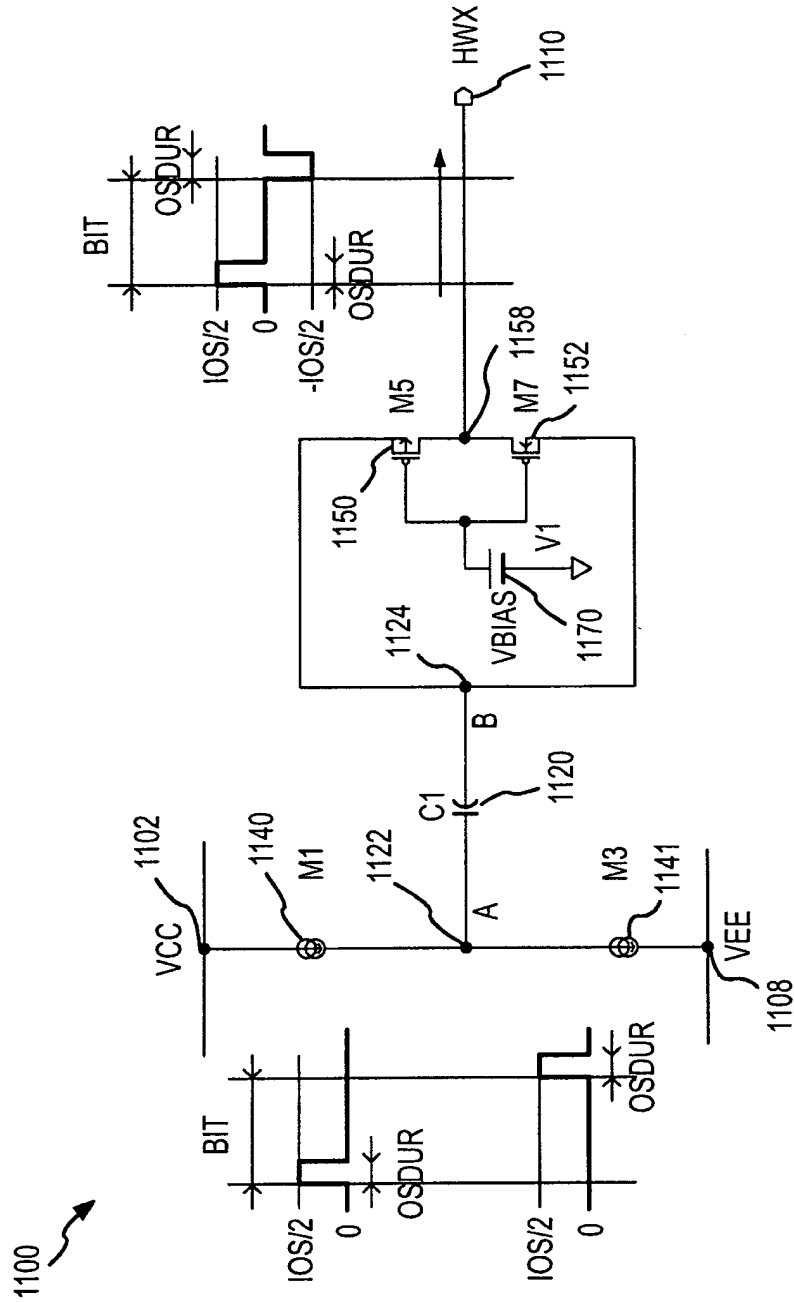 1100
BIT
IOS/2
0
OSDUR
IOS/2
0
OSDUR
VCC
1102
1140
M1
1122
A
M3
1141
VEE
1108
C1
1120
B
1124
VBIAS
1170
V1
1150
M5
M7
1152
1158
BIT
OSDUR
IOS/2
0
-IOS/2
OSDUR
HWX
1110